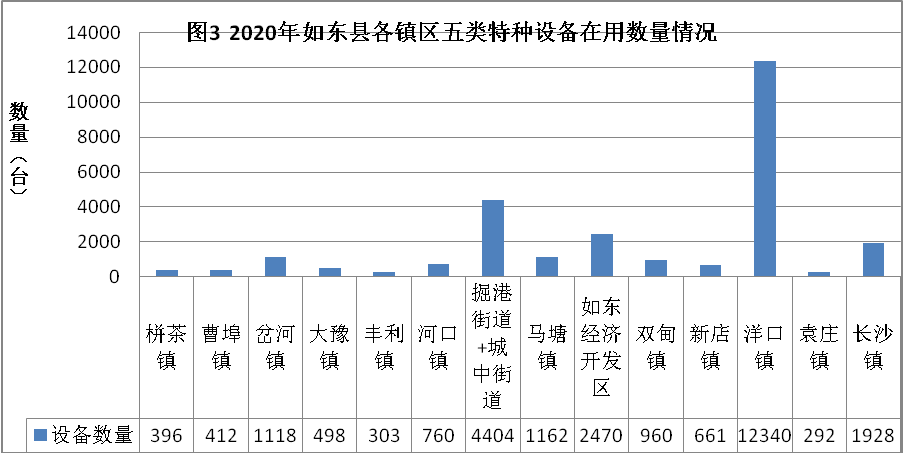 图3 2020年如东县各镇区五类特种设备在用数量情况
数量（台）
14000
12000
10000
8000
6000
4000
2000
0
栟茶镇
曹埠镇
岔河镇
大豫镇
丰利镇
河口镇
掘港街道+城中街道
马塘镇
如东经济开发区
双甸镇
新店镇
洋口镇
袁庄镇
长沙镇
设备数量 396 412 1118 498 303 760 4404 1162 2470 960 661 12340 292 1928